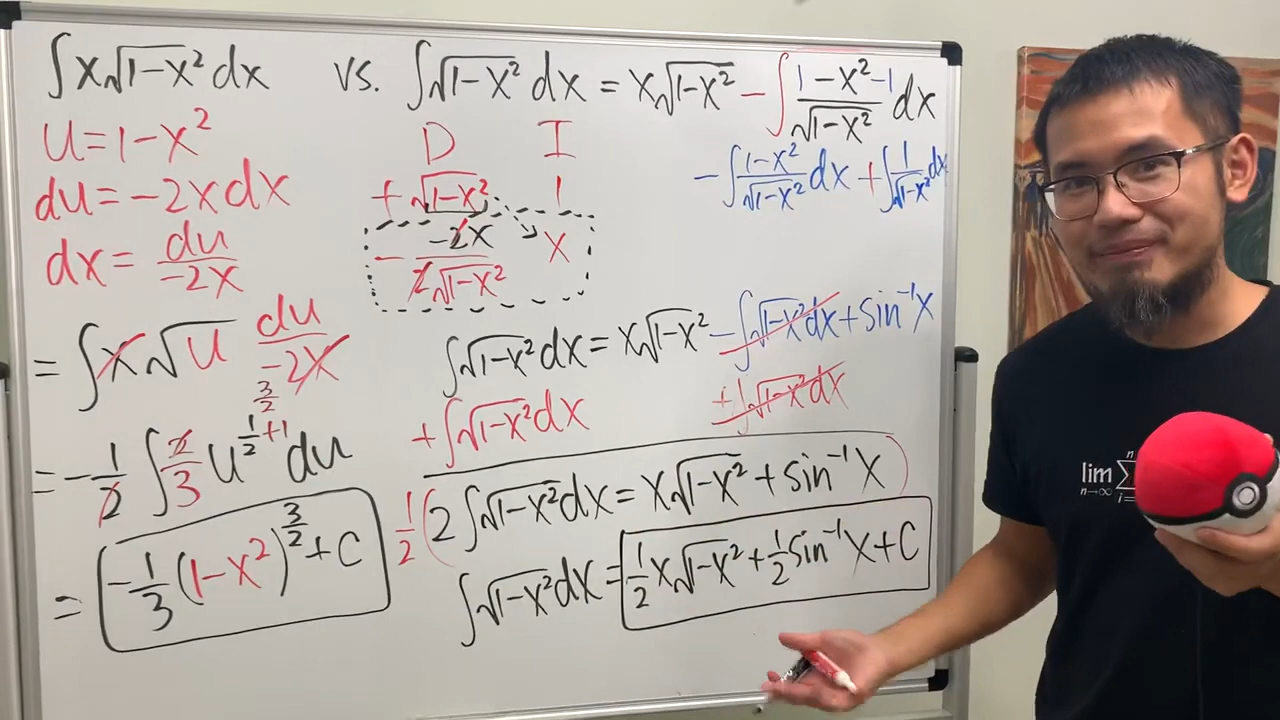 ∫x√(1-x²) dx vs. ∫√(1-x²) dx = x√(1-x²) - ∫(1-x²-1)/√(1-x²) dx
u=1-x²
du=-2xdx
dx = du/-2x
= ∫x√u du/-2x
= -1/2 ∫ 2/3 u^(1/2+1) du
3/2
= -1/3(1-x²)^(3/2)+C
D I
+ √(1-x²) 1
- -2x/2√(1-x²) x
-∫(1-x²)/√(1-x²) dx + ∫1/√(1-x²) dx
∫√(1-x²) dx = x√(1-x²) -∫√(1-x²) dx + sin⁻¹x
+∫√(1-x²) dx +∫√(1-x²) dx
1/2(2∫√(1-x²) dx = x√(1-x²) + sin⁻¹x)
∫√(1-x²) dx = 1/2x√(1-x²) + 1/2sin⁻¹x+C
lim ∑
n→∞ i=
n